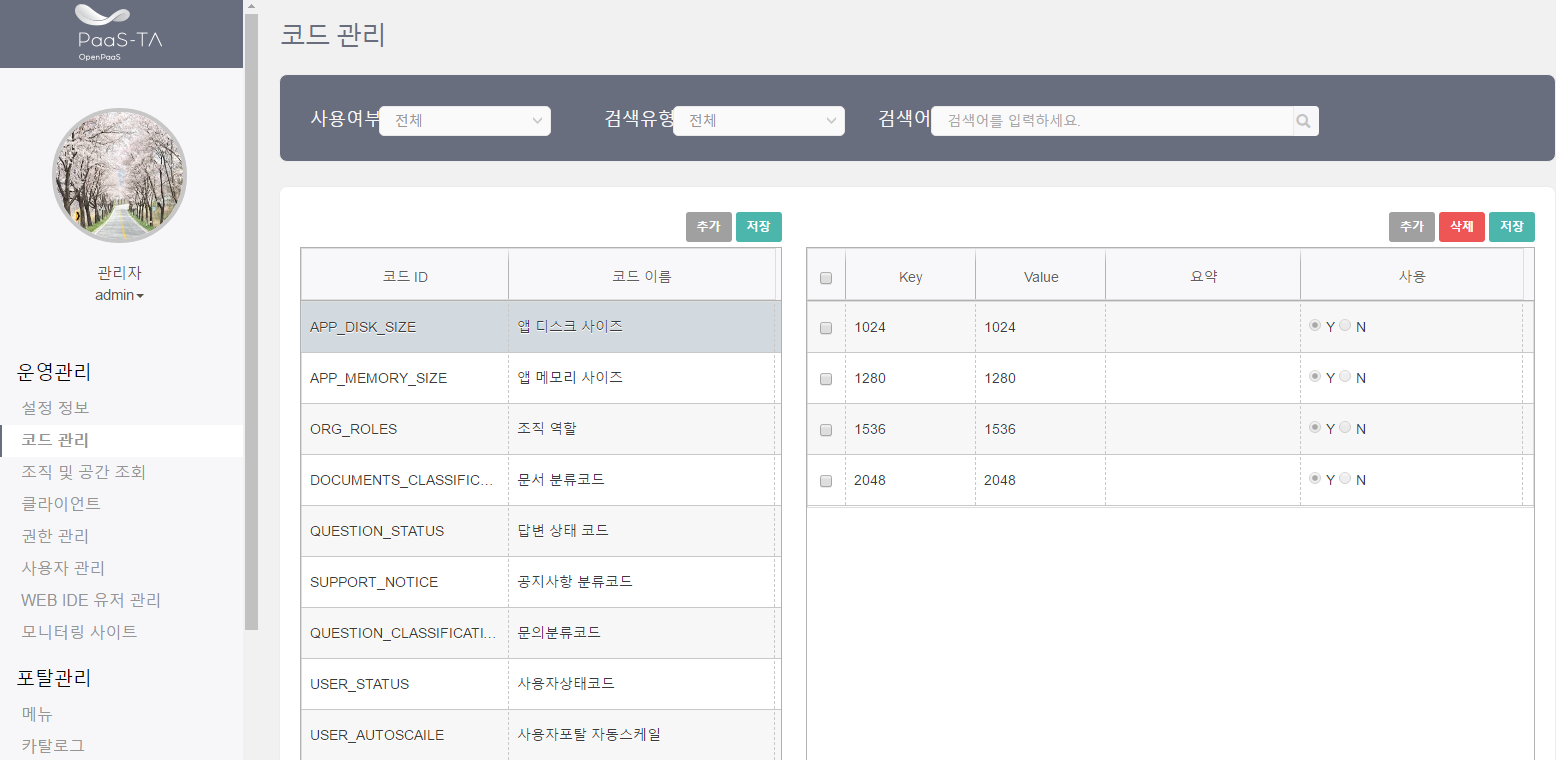 PaaS-TA
OpenPaaS
관리자
admin
운영관리
설정 정보
코드 관리
조직 및 공간 조회
클라이언트
권한 관리
사용자 관리
WEB IDE 유저 관리
모니터링 사이트
포탈관리
메뉴
카탈로그
코드 관리
사용여부 전체 검색유형 전체 검색어 검색어를 입력하세요.
추가 저장
코드 ID 코드 이름
APP_DISK_SIZE 앱 디스크 사이즈
APP_MEMORY_SIZE 앱 메모리 사이즈
ORG_ROLES 조직 역할
DOCUMENTS_CLASSIFIC... 문서 분류코드
QUESTION_STATUS 답변 상태 코드
SUPPORT_NOTICE 공지사항 분류코드
QUESTION_CLASSIFICATI... 문의분류코드
USER_STATUS 사용자상태코드
USER_AUTOSCAILE 사용자포탈 자동스케일
추가 삭제 저장
Key Value 요약 사용
1024 1024 Y N
1280 1280 Y N
1536 1536 Y N
2048 2048 Y N